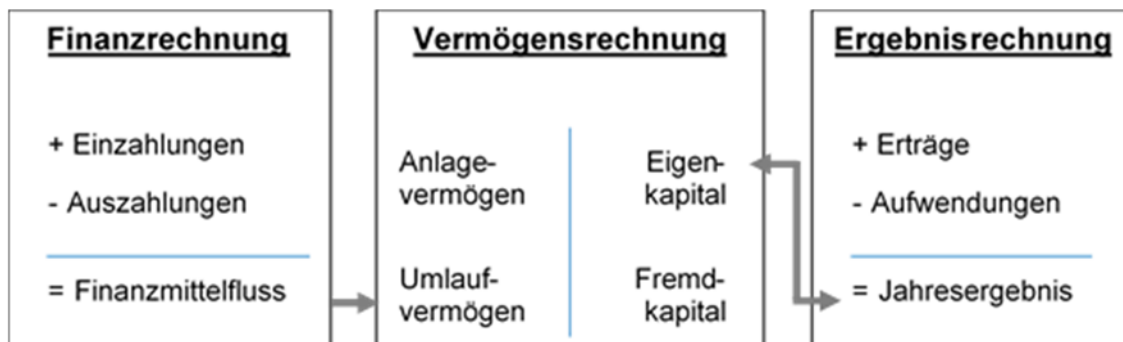 Finanzrechnung
+ Einzahlungen
- Auszahlungen
= Finanzmittelfluss
Vermögensrechnung
Anlage-
vermögen
Eigen-
kapital
Umlauf-
vermögen
Fremd-
kapital
Ergebnisrechnung
+ Erträge
- Aufwendungen
= Jahresergebnis